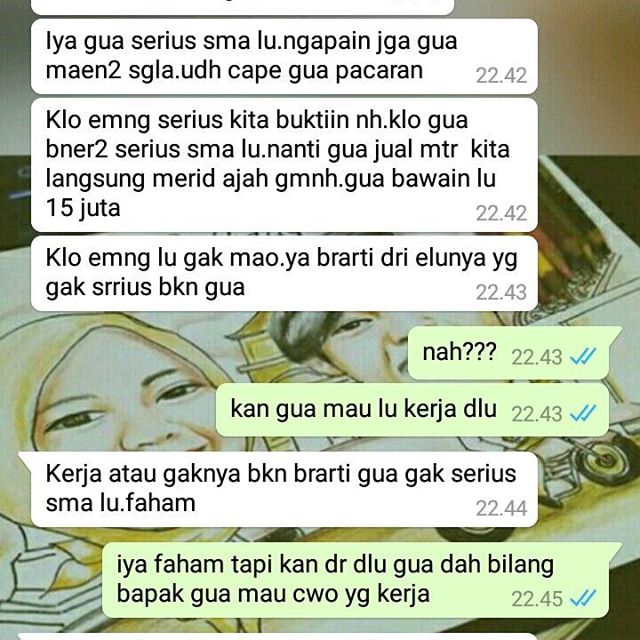 Iya gua serius sma lu.ngapain jga gua
maen2 sgla.udh cape gua pacaran
22.42
Klo emng serius kita buktiin nh.klo gua
bner2 serius sma lu.nanti gua jual mtr kita
langsung merid ajah gmnh.gua bawain lu
15 juta
22.42
Klo emng lu gak mao.ya brarti dri elunya yg
gak srrius bkn gua
22.43
nah???
22.43
kan gua mau lu kerja dlu
22.43
Kerja atau gaknya bkn brarti gua gak serius
sma lu.faham
22.44
iya faham tapi kan dr dlu gua dah bilang
bapak gua mau cwo yg kerja
22.45